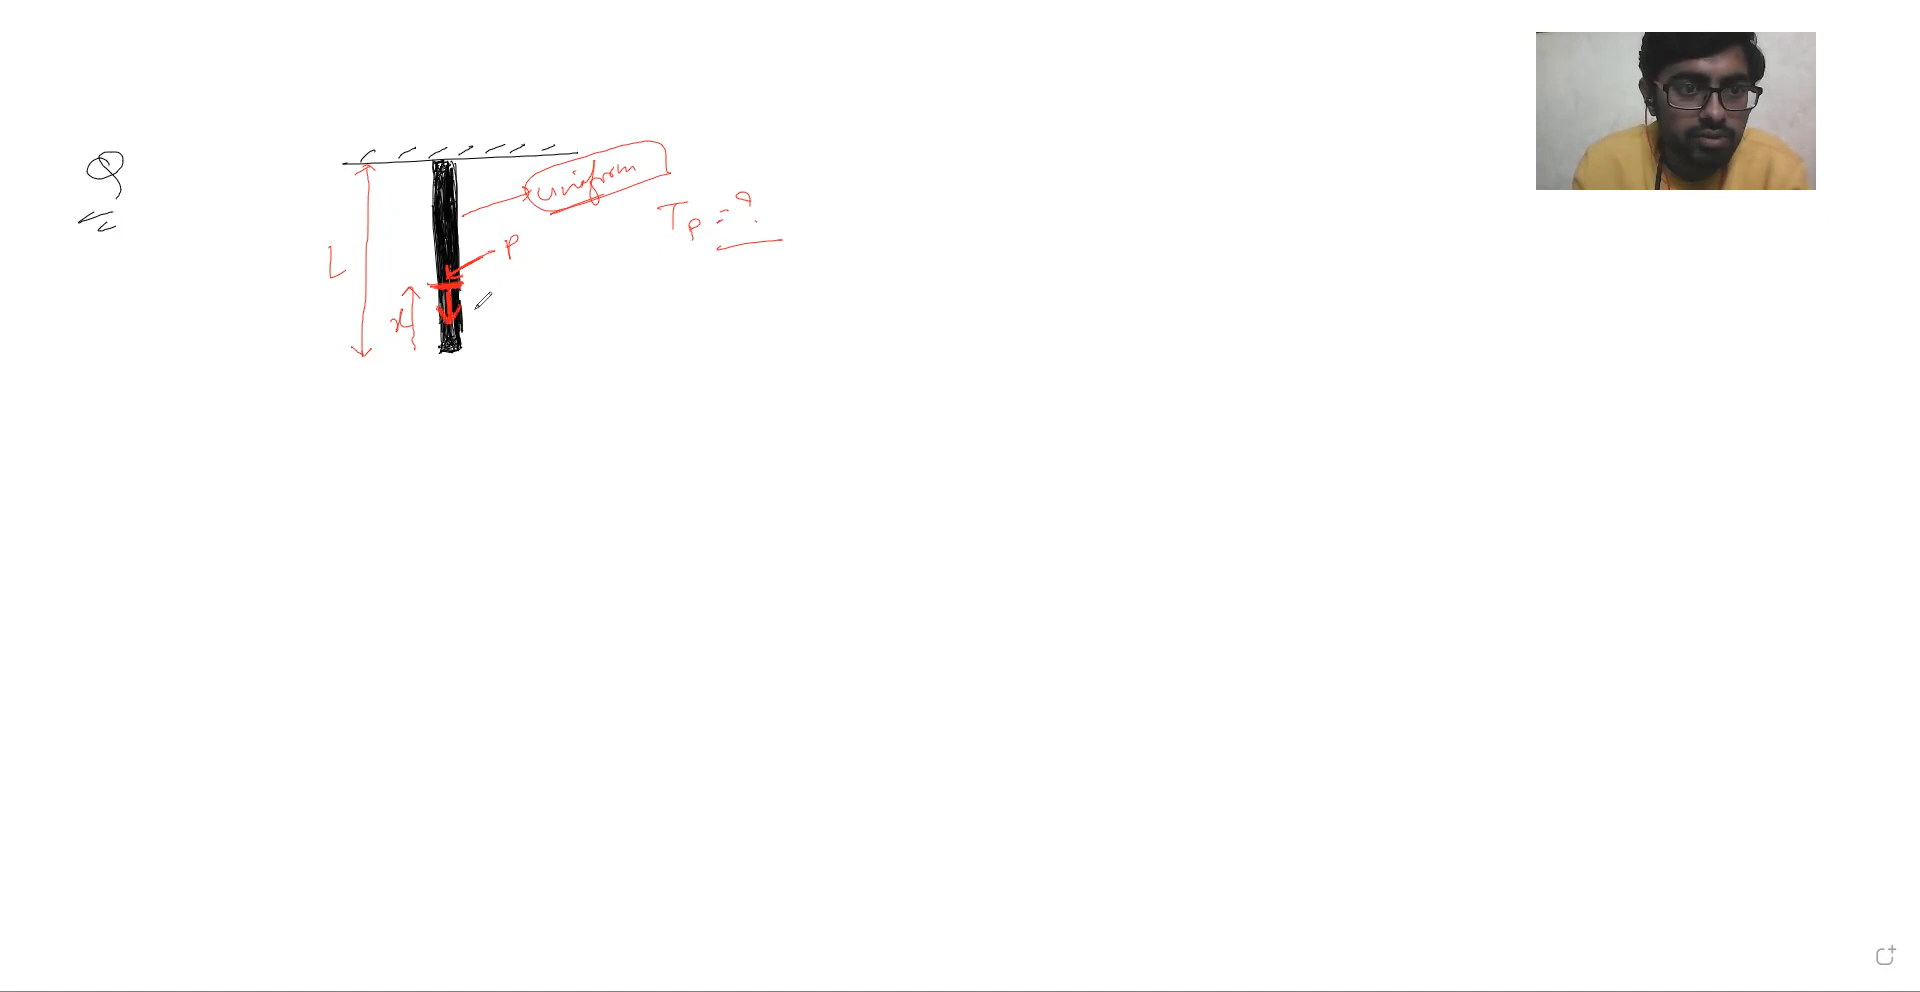 Q
uniform
Tp = ?
P
L
x